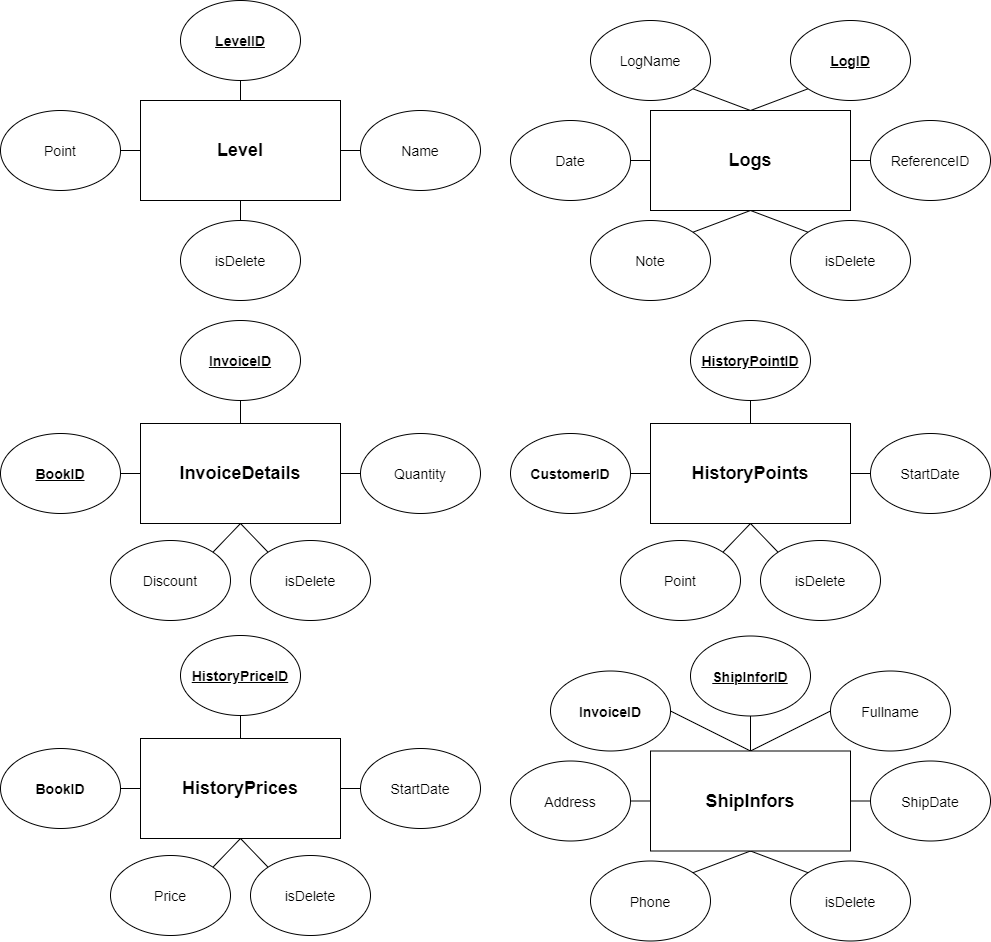 LevelID
Point
Level
Name
isDelete
LogName
LogID
Date
Logs
ReferenceID
Note
isDelete
InvoiceID
BookID
InvoiceDetails
Quantity
Discount
isDelete
HistoryPointID
CustomerID
HistoryPoints
StartDate
Point
isDelete
HistoryPriceID
BookID
HistoryPrices
StartDate
Price
isDelete
ShipInforID
InvoiceID
Fullname
Address
ShipInfors
ShipDate
Phone
isDelete